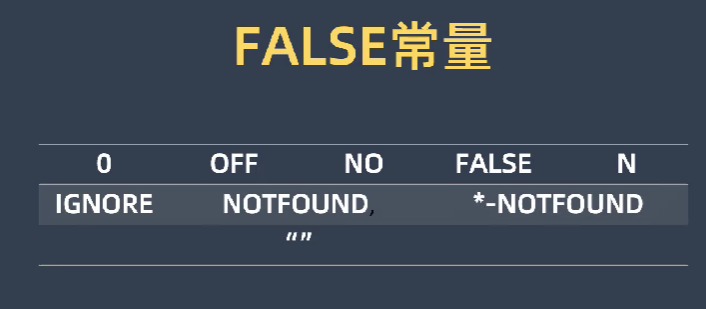 FALSE常量
0 OFF NO FALSE N
IGNORE NOTFOUND, *-NOTFOUND
“”